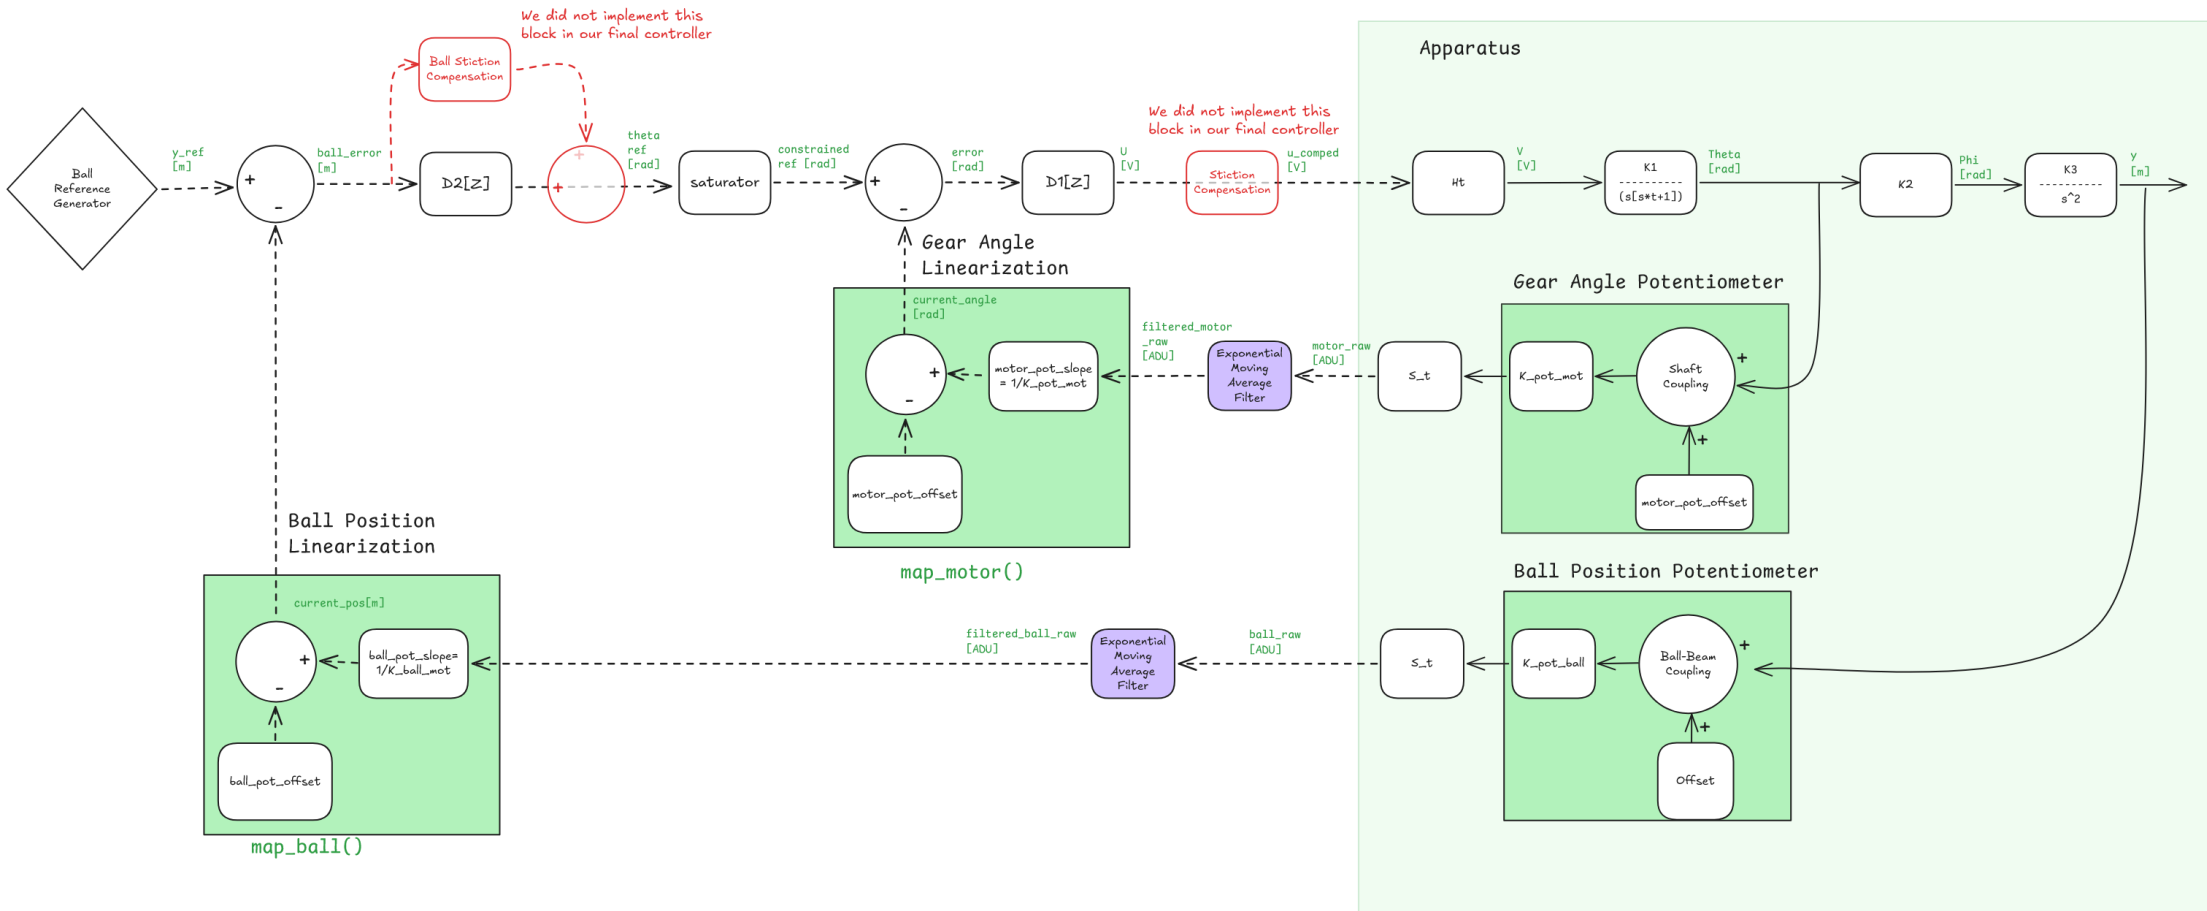 We did not implement this
block in our final controller
Apparatus
Ball Stiction
Compensation
We did not implement this
block in our final controller
Ball
Reference
Generator
y_ref
[m]
+
-
ball_error
[m]
D2[Z]
+
+
theta
ref
[rad]
saturator
constrained
ref [rad]
+
-
error
[rad]
D1[Z]
U
[V]
Stiction
Compensation
u_comped
[V]
Ht
V
[V]
K1
--------
(s[s*t+1])
Theta
[rad]
K2
Phi
[rad]
K3
--------
s^2
y
[m]
Gear Angle
Linearization
current_angle
[rad]
+
-
motor_pot_slope
= 1/K_pot_mot
motor_pot_offset
map_motor()
filtered_motor
_raw
[ADU]
Exponential
Moving
Average
Filter
motor_raw
[ADU]
S_t
Gear Angle Potentiometer
K_pot_mot
Shaft
Coupling
+
+
motor_pot_offset
Ball Position
Linearization
current_pos[m]
+
-
ball_pot_slope=
1/K_ball_mot
ball_pot_offset
map_ball()
filtered_ball_raw
[ADU]
Exponential
Moving
Average
Filter
ball_raw
[ADU]
S_t
Ball Position Potentiometer
K_pot_ball
Ball-Beam
Coupling
+
+
Offset